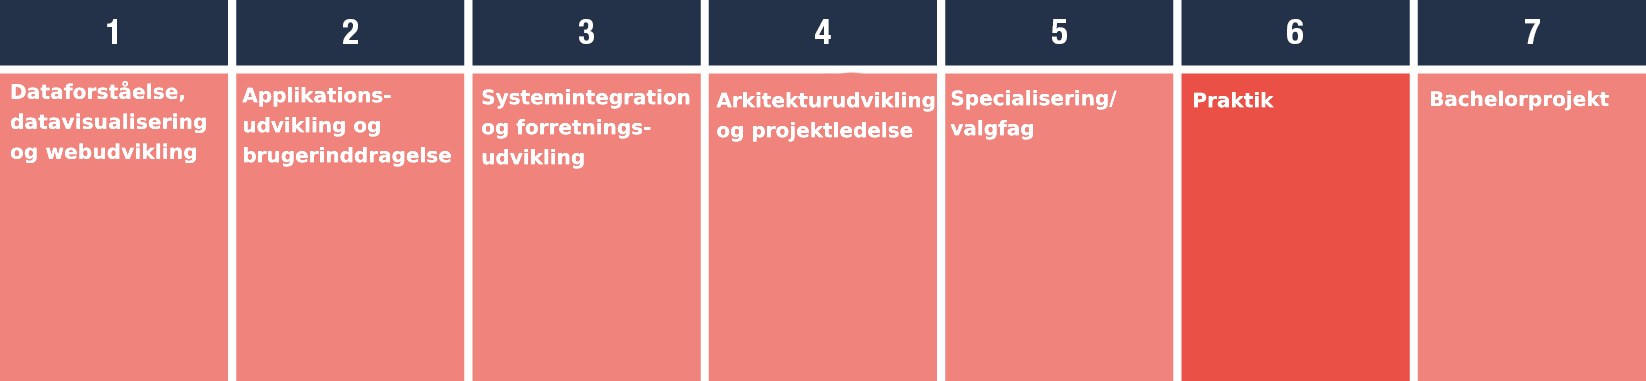 1
2
3
4
5
6
7
Dataforståelse,
datavisualisering
og webudvikling
Applikations-
udvikling og
brugerinddragelse
Systemintegration
og forretnings-
udvikling
Arkitekturudvikling
og projektledelse
Specialisering/
valgfag
Praktik
Bachelorprojekt